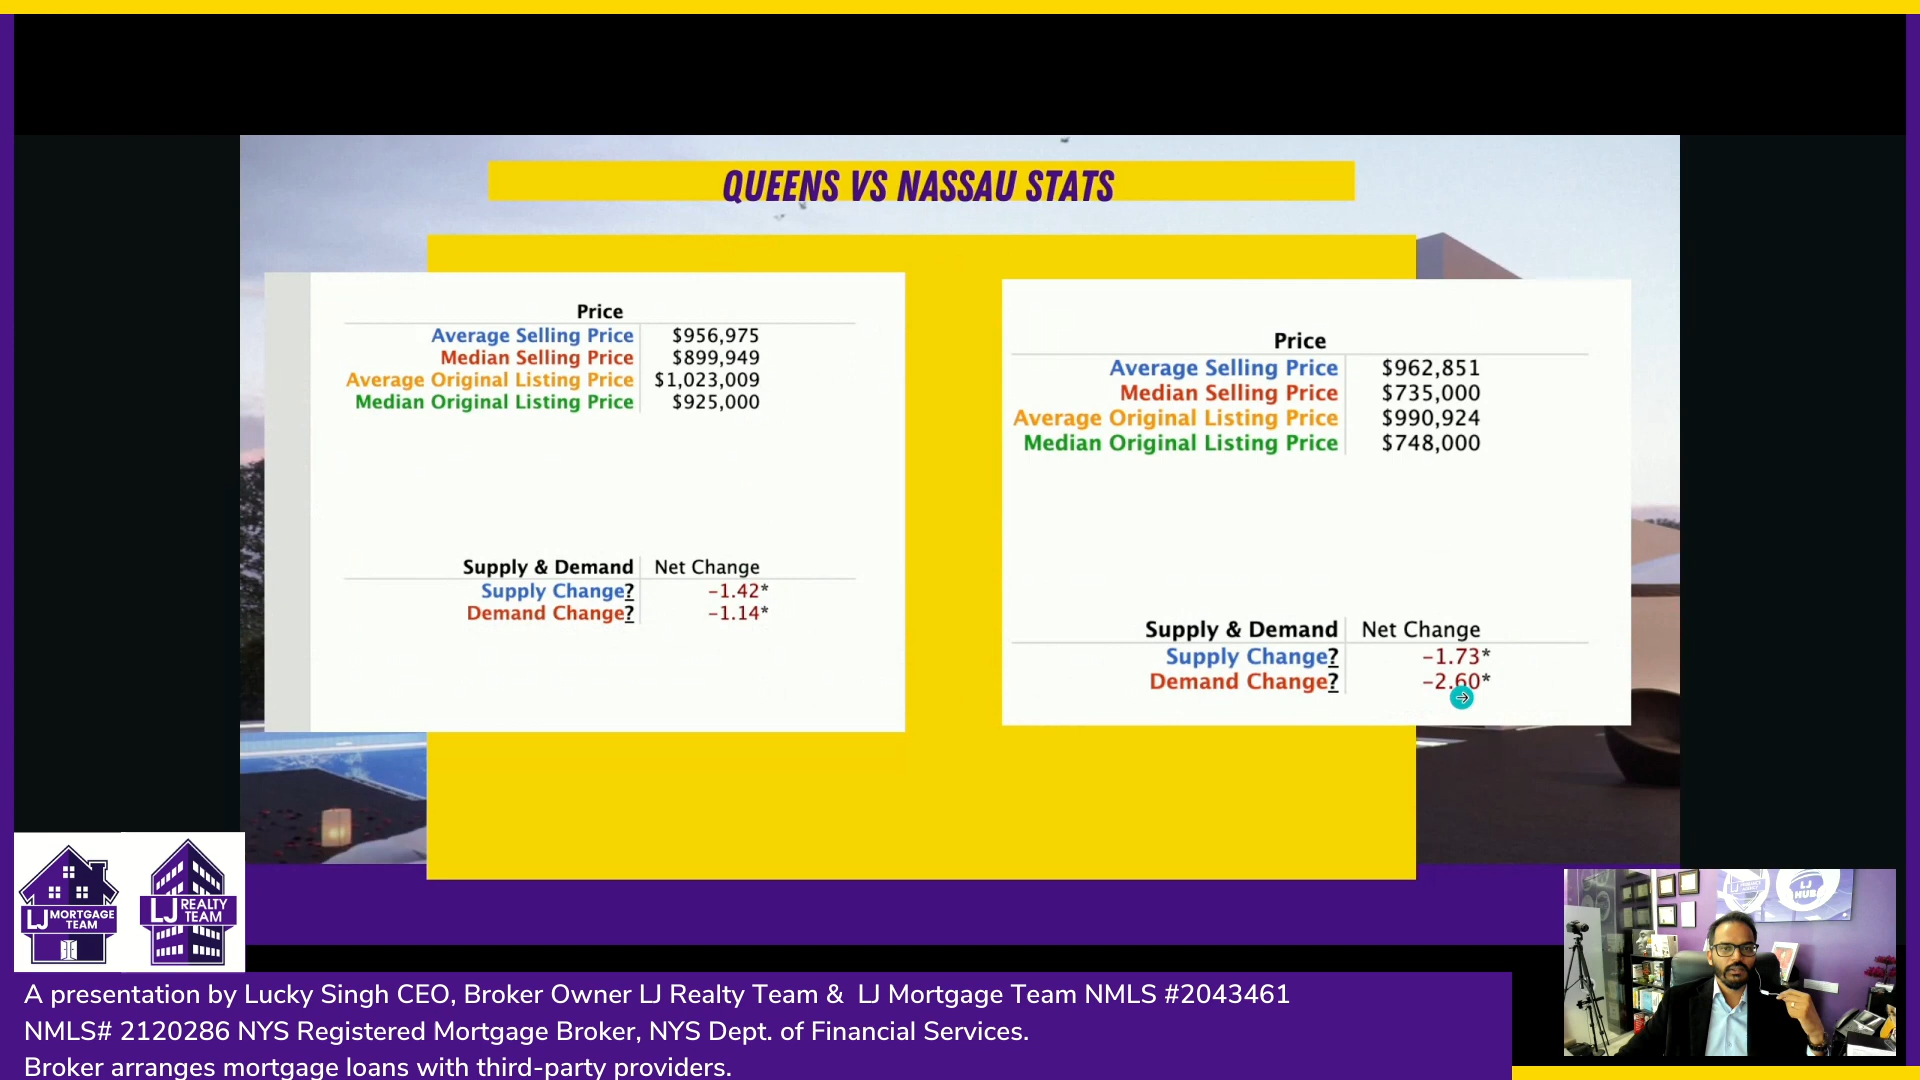 QUEENS VS NASSAU STATS
Price
Average Selling Price $956,975
Median Selling Price $899,949
Average Original Listing Price $1,023,009
Median Original Listing Price $925,000
Supply & Demand Net Change
Supply Change? -1.42*
Demand Change? -1.14*
Price
Average Selling Price $962,851
Median Selling Price $735,000
Average Original Listing Price $990,924
Median Original Listing Price $748,000
Supply & Demand Net Change
Supply Change? -1.73*
Demand Change? -2.60*
LJ MORTGAGE TEAM
LJ REALTY TEAM
LJ
HUB
A presentation by Lucky Singh CEO, Broker Owner LJ Realty Team & LJ Mortgage Team NMLS #2043461
NMLS# 2120286 NYS Registered Mortgage Broker, NYS Dept. of Financial Services.
Broker arranges mortgage loans with third-party providers.